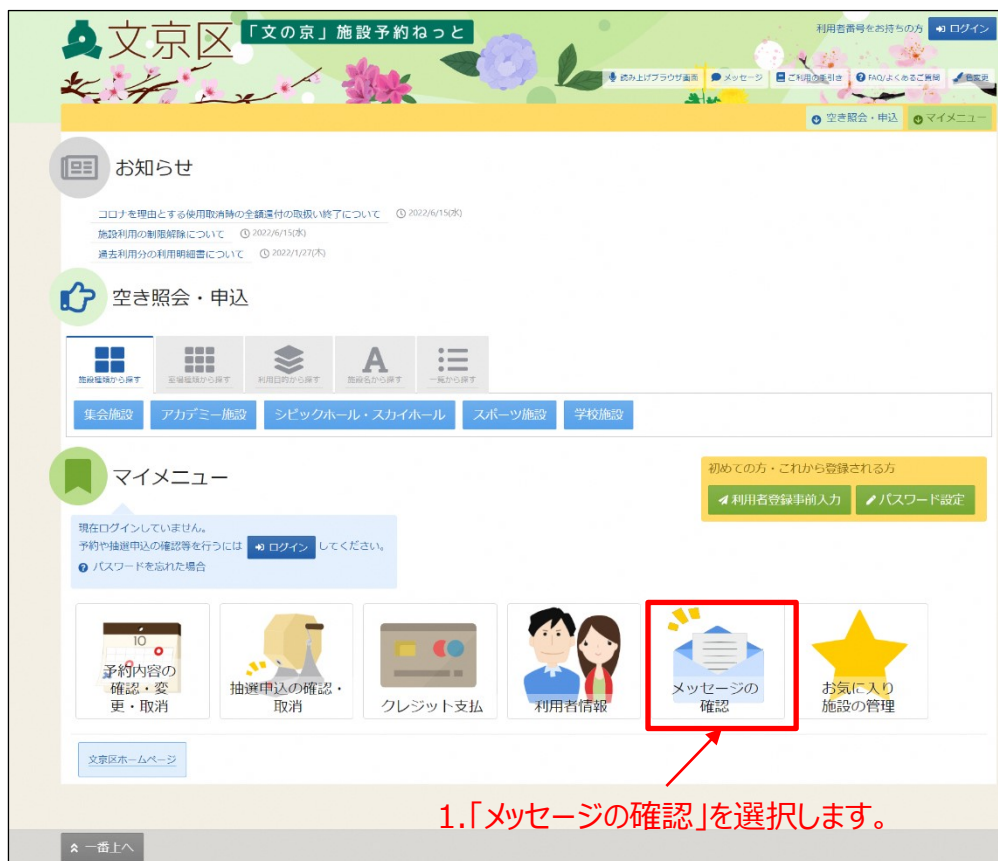 文京区
「文の京」施設予約ねっと
利用者番号をお持ちの方 ログイン
読み上げブラウザ画面 メッセージ ご利用の手引き FAQ/よくあるご質問 色変更
空き照会・申込 マイメニュー
お知らせ
コロナを理由とする使用取消時の全額還付の取扱い終了について 2022/6/15(水)
施設利用の制限解除について 2022/6/15(水)
過去利用分の利用明細書について 2022/1/27(木)
空き照会・申込
施設種類から探す 室場種類から探す 利用目的から探す 施設名から探す 一覧から探す
集会施設 アカデミー施設 シビックホール・スカイホール スポーツ施設 学校施設
マイメニュー
初めての方・これから登録される方
利用者登録事前入力 パスワード設定
現在ログインしていません。
予約や抽選申込の確認等を行うには ログイン してください。
パスワードを忘れた場合
10
予約内容の
確認・変
更・取消
抽選申込の確認・
取消
クレジット支払
利用者情報
メッセージの
確認
お気に入り
施設の管理
文京区ホームページ
1.「メッセージの確認」を選択します。
一番上へ